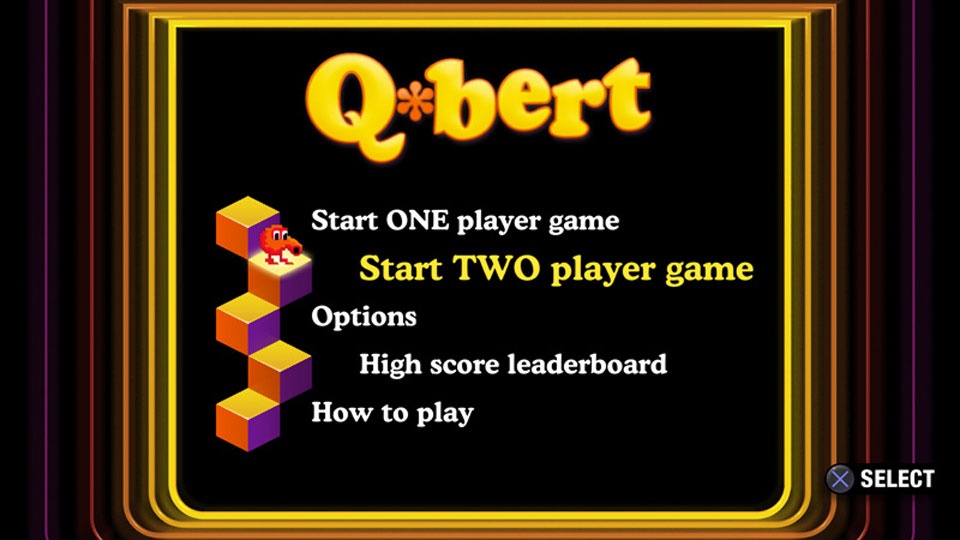 Q*bert
Start ONE player game
Start TWO player game
Options
High score leaderboard
How to play
SELECT